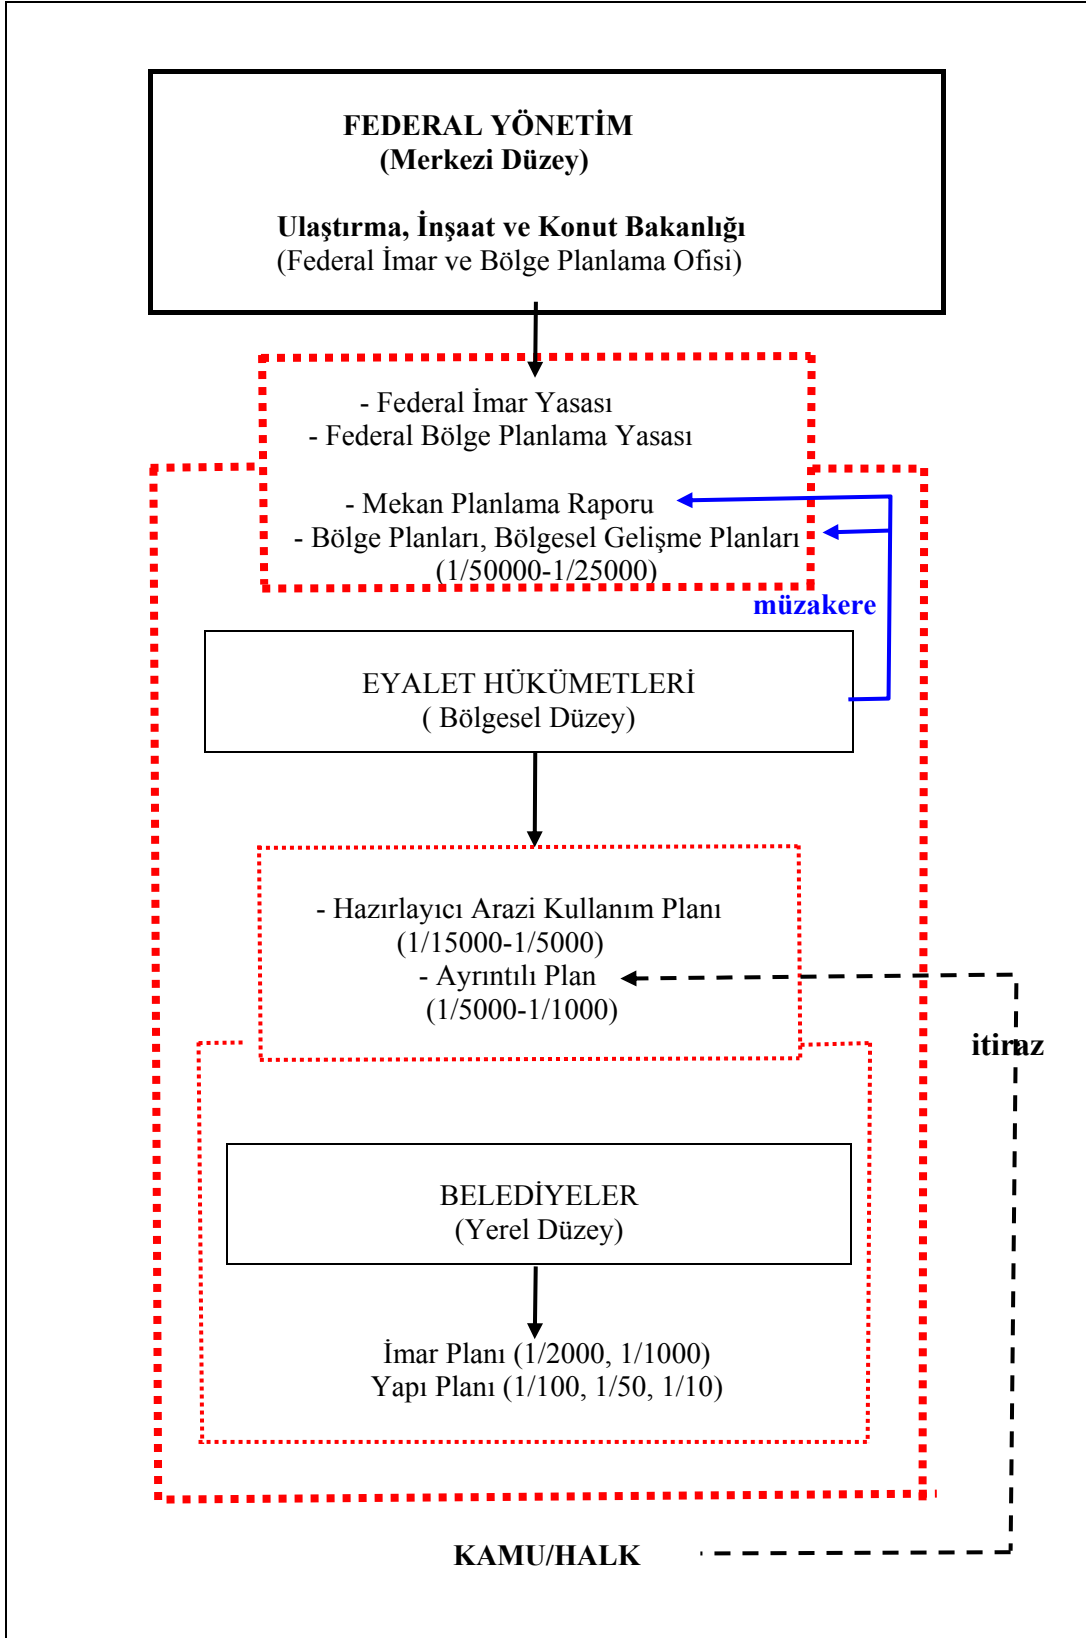 FEDERAL YÖNETİM
(Merkezi Düzey)
Ulaştırma, İnşaat ve Konut Bakanlığı
(Federal İmar ve Bölge Planlama Ofisi)
- Federal İmar Yasası
- Federal Bölge Planlama Yasası
- Mekan Planlama Raporu
- Bölge Planları, Bölgesel Gelişme Planları
(1/50000-1/25000)
müzakere
EYALET HÜKÜMETLERİ
( Bölgesel Düzey)
- Hazırlayıcı Arazi Kullanım Planı
(1/15000-1/5000)
- Ayrıntılı Plan
(1/5000-1/1000)
itiraz
BELEDİYELER
(Yerel Düzey)
İmar Planı (1/2000, 1/1000)
Yapı Planı (1/100, 1/50, 1/10)
KAMU/HALK